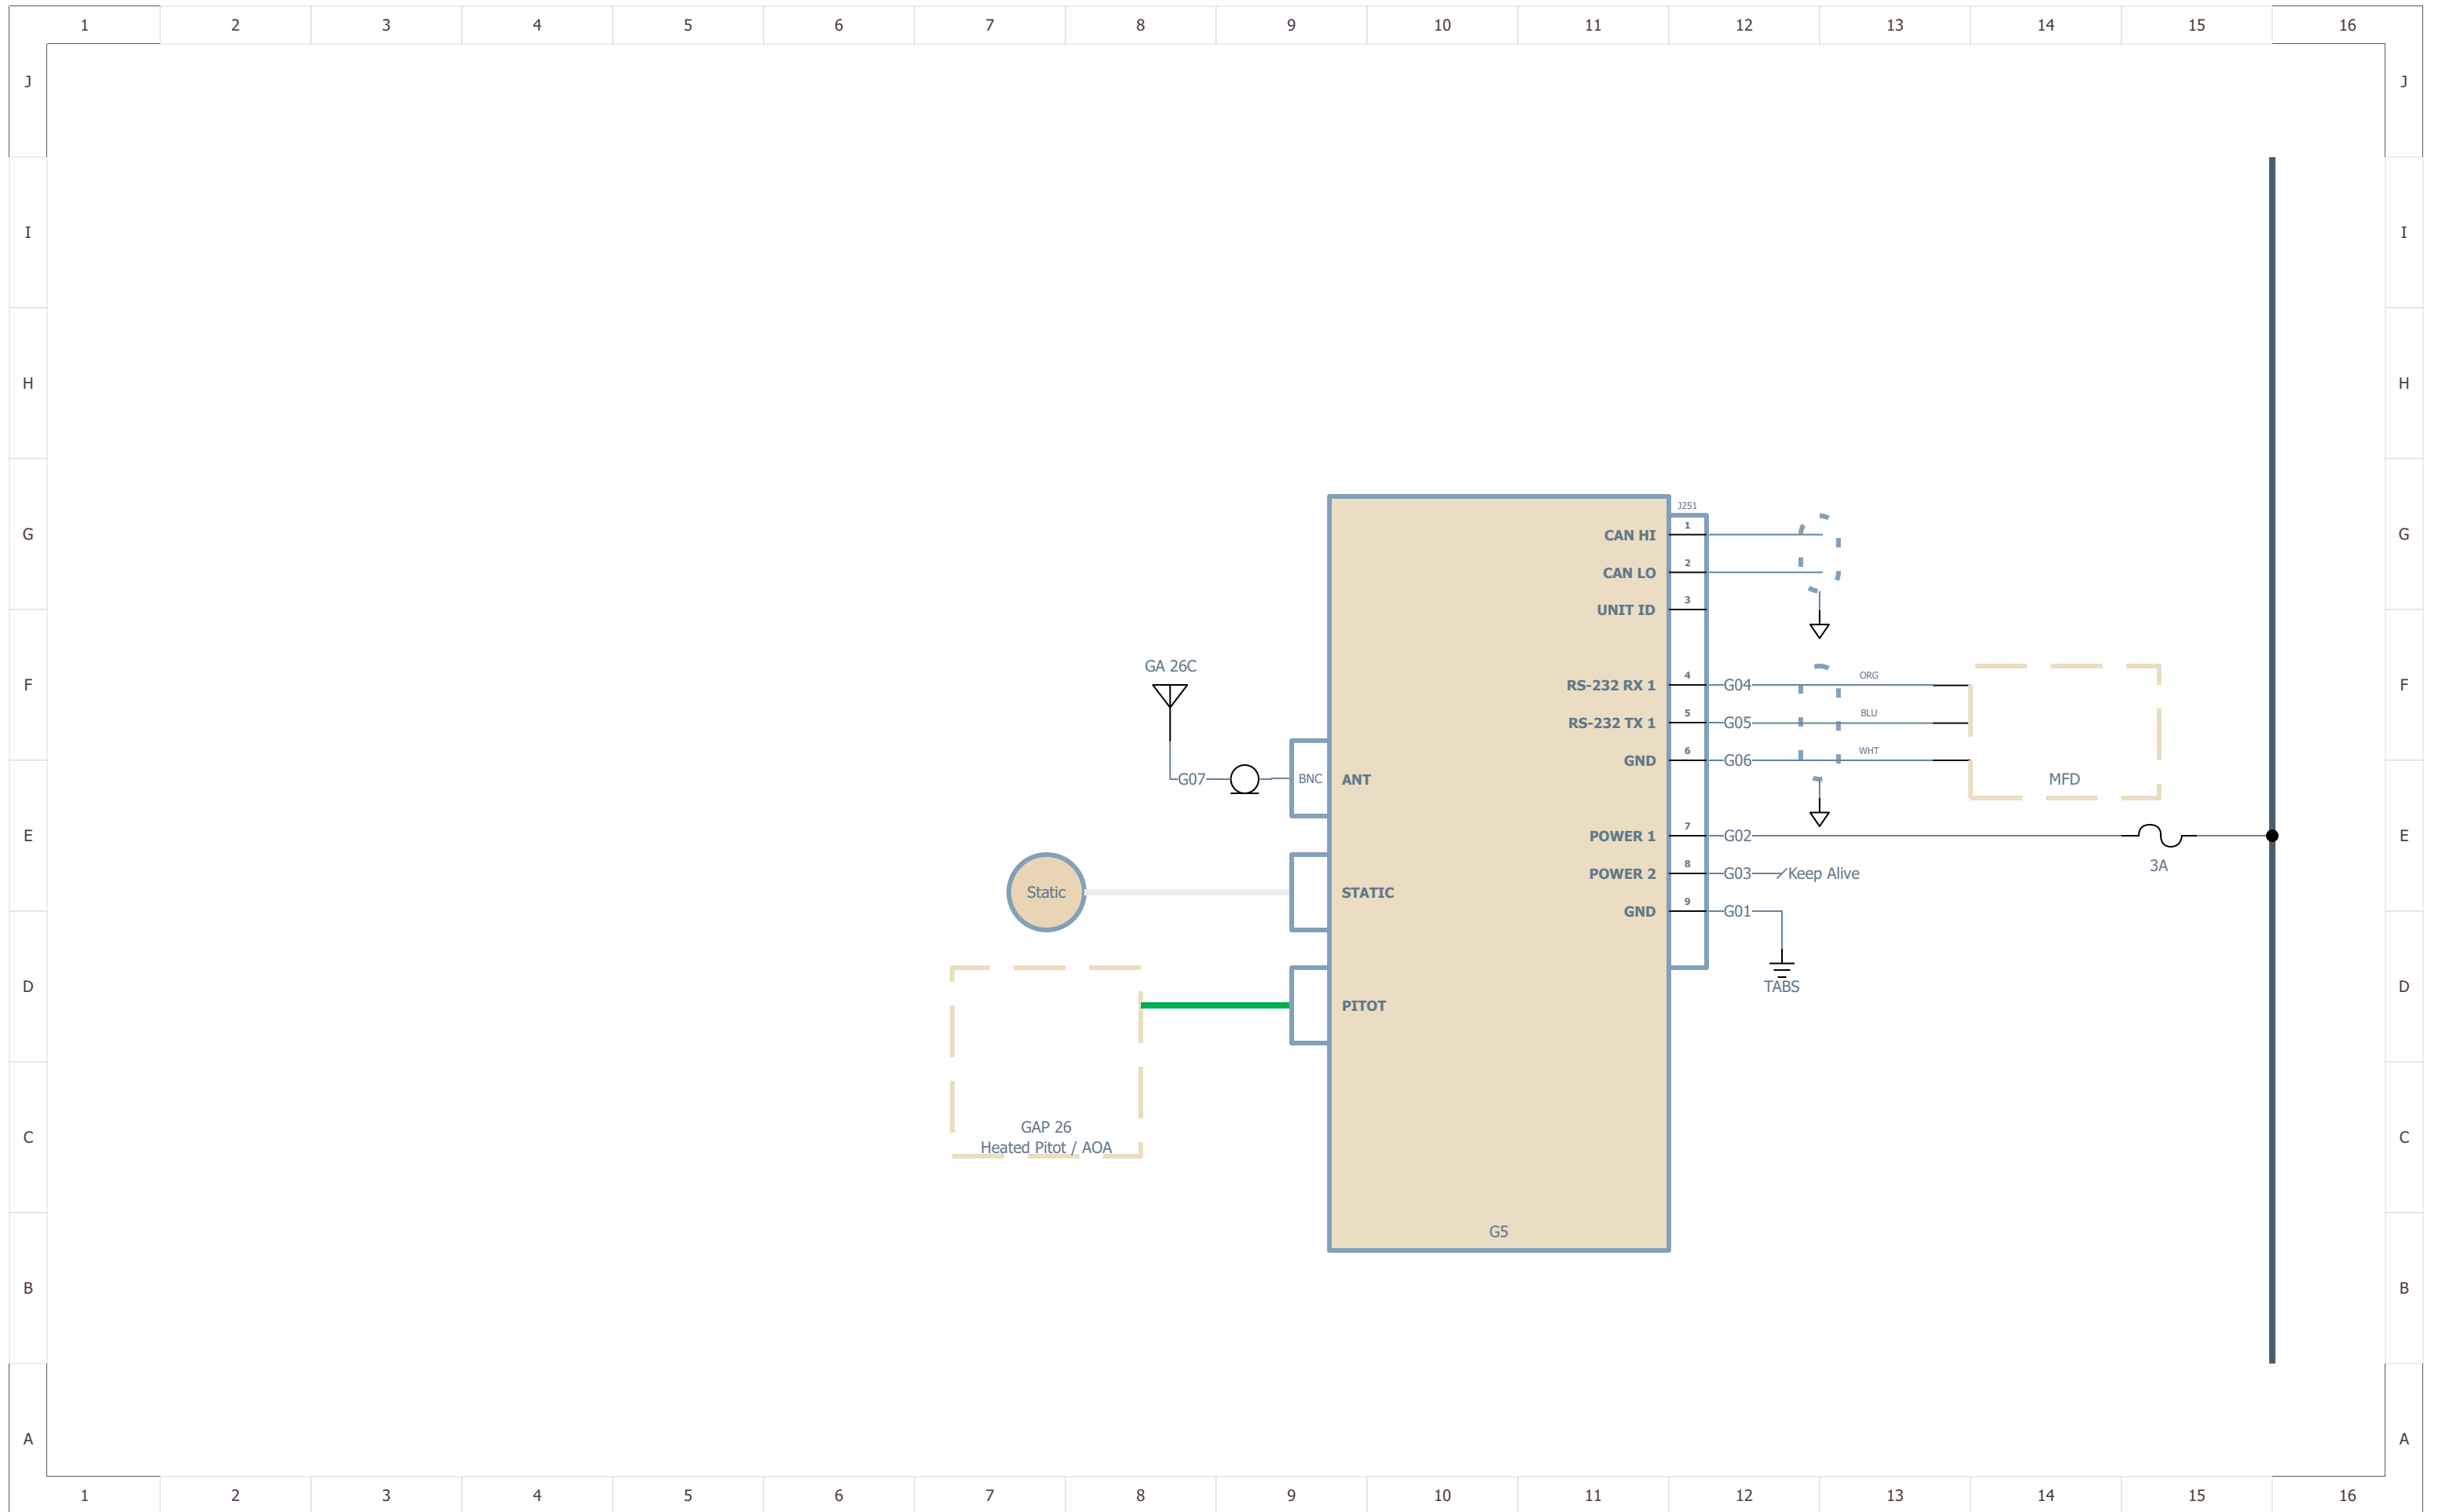 1 2 3 4 5 6 7 8 9 10 11 12 13 14 15 16
J J
I I
H H
J251
G CAN HI 1 G
CAN LO 2
UNIT ID 3
GA 26C
F RS-232 RX 1 4 G04 ORG F
RS-232 TX 1 5 G05 BLU
GND 6 G06 WHT
G07 BNC ANT MFD
E POWER 1 7 G02 E
3A
POWER 2 8 G03 Keep Alive
Static STATIC
GND 9 G01
D TABS D
PITOT
GAP 26
C C
Heated Pitot / AOA
G5
B B
A A
1 2 3 4 5 6 7 8 9 10 11 12 13 14 15 16